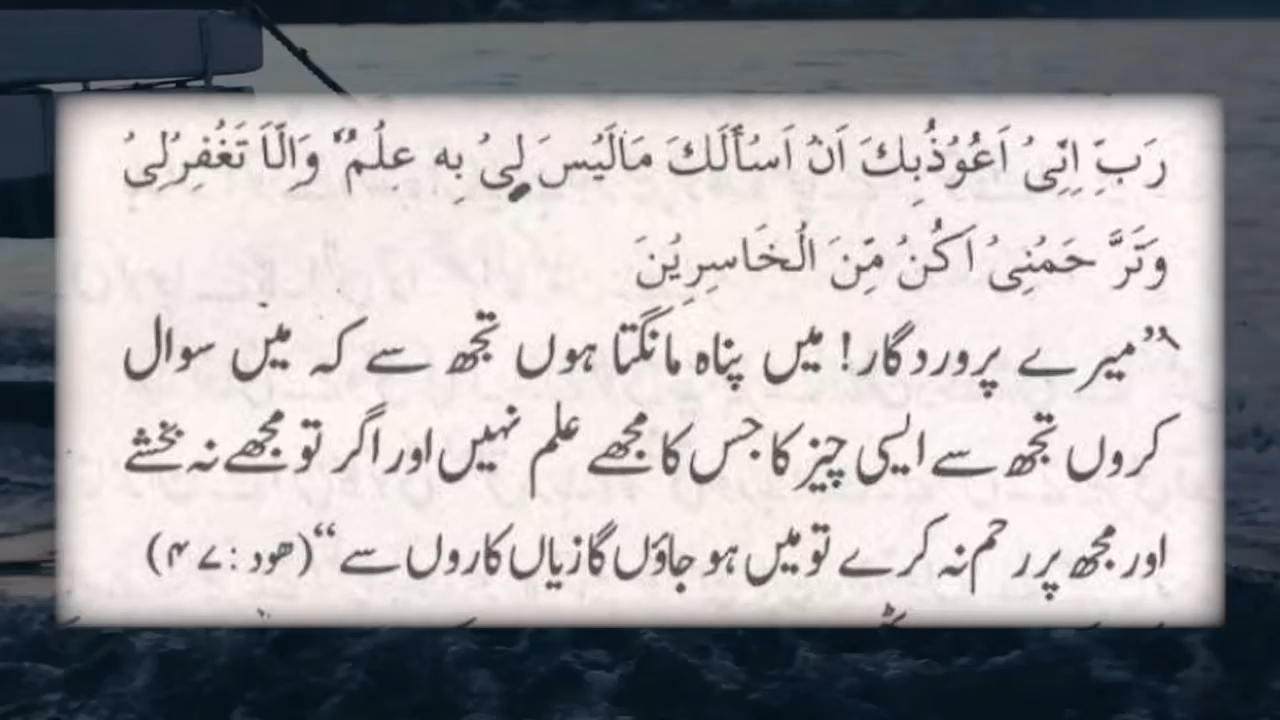 رَبِّ اِنِّىْ اَعُوْذُبِكَ اَنْ اَسْأَلَكَ مَالَيْسَ لِىْ بِهِ عِلْمٌ وَاِلَّا تَغْفِرْلِىْ
وَتَرَّ حَمْنِىْ اَكُنْ مِّنَ الْخَاسِرِيْنَ
”میرے پروردگار! میں پناہ مانگتا ہوں تجھ سے کہ میں سوال
کروں تجھ سے ایسی چیز کا جس کا مجھے علم نہیں اور اگر تو مجھے نہ بخشے
اور مجھ پر رحم نہ کرے تو میں ہو جاؤں گا زیاں کاروں سے“ (ھود: ۴۷)